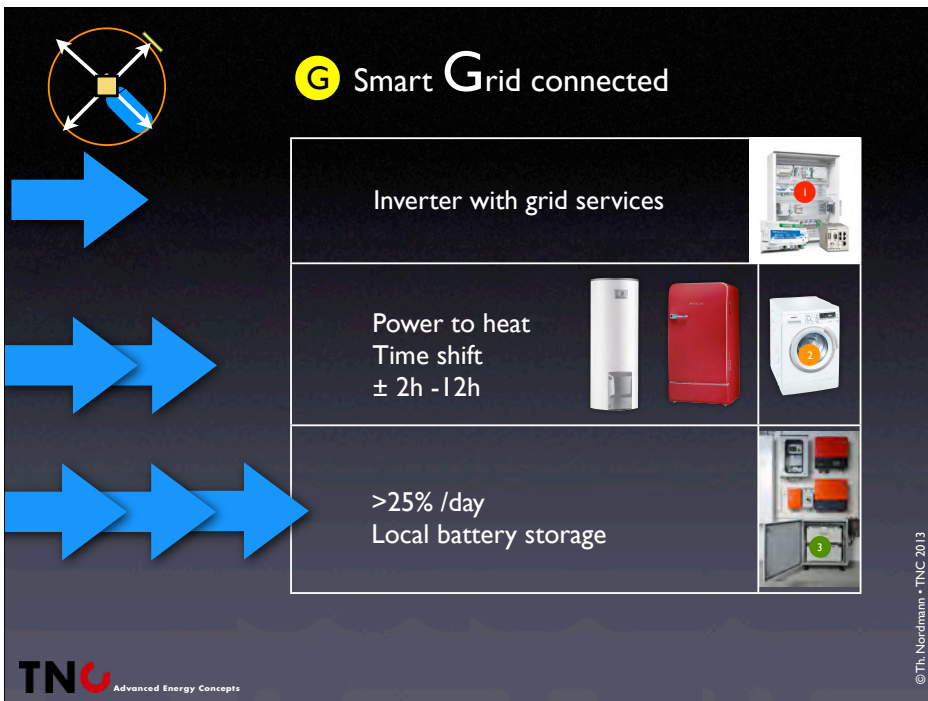 G Smart Grid connected
Inverter with grid services
1
Power to heat
Time shift
± 2h -12h
2
>25% /day
Local battery storage
3
©Th. Nordmann • TNC 2013
TNC Advanced Energy Concepts